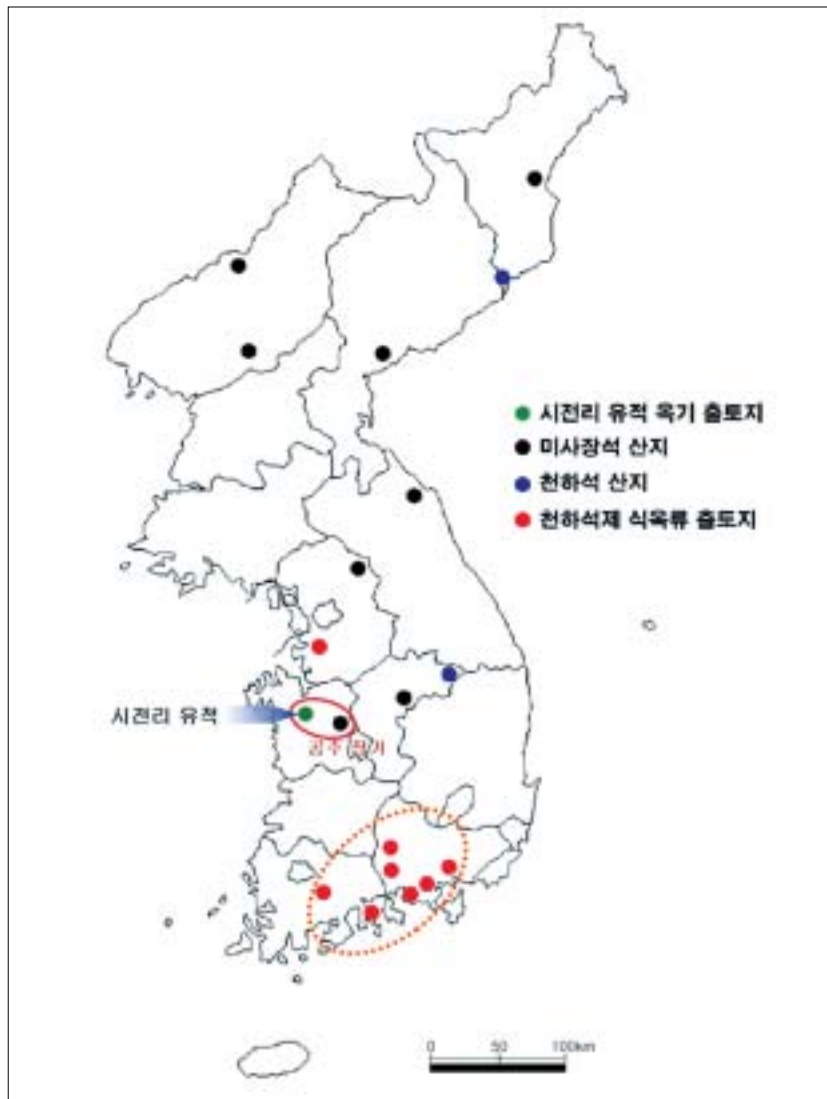 시전리 유적 옥기 출토지
미사장석 산지
천하석 산지
천하석제 식옥류 출토지
시전리 유적
공주
0 50 100km